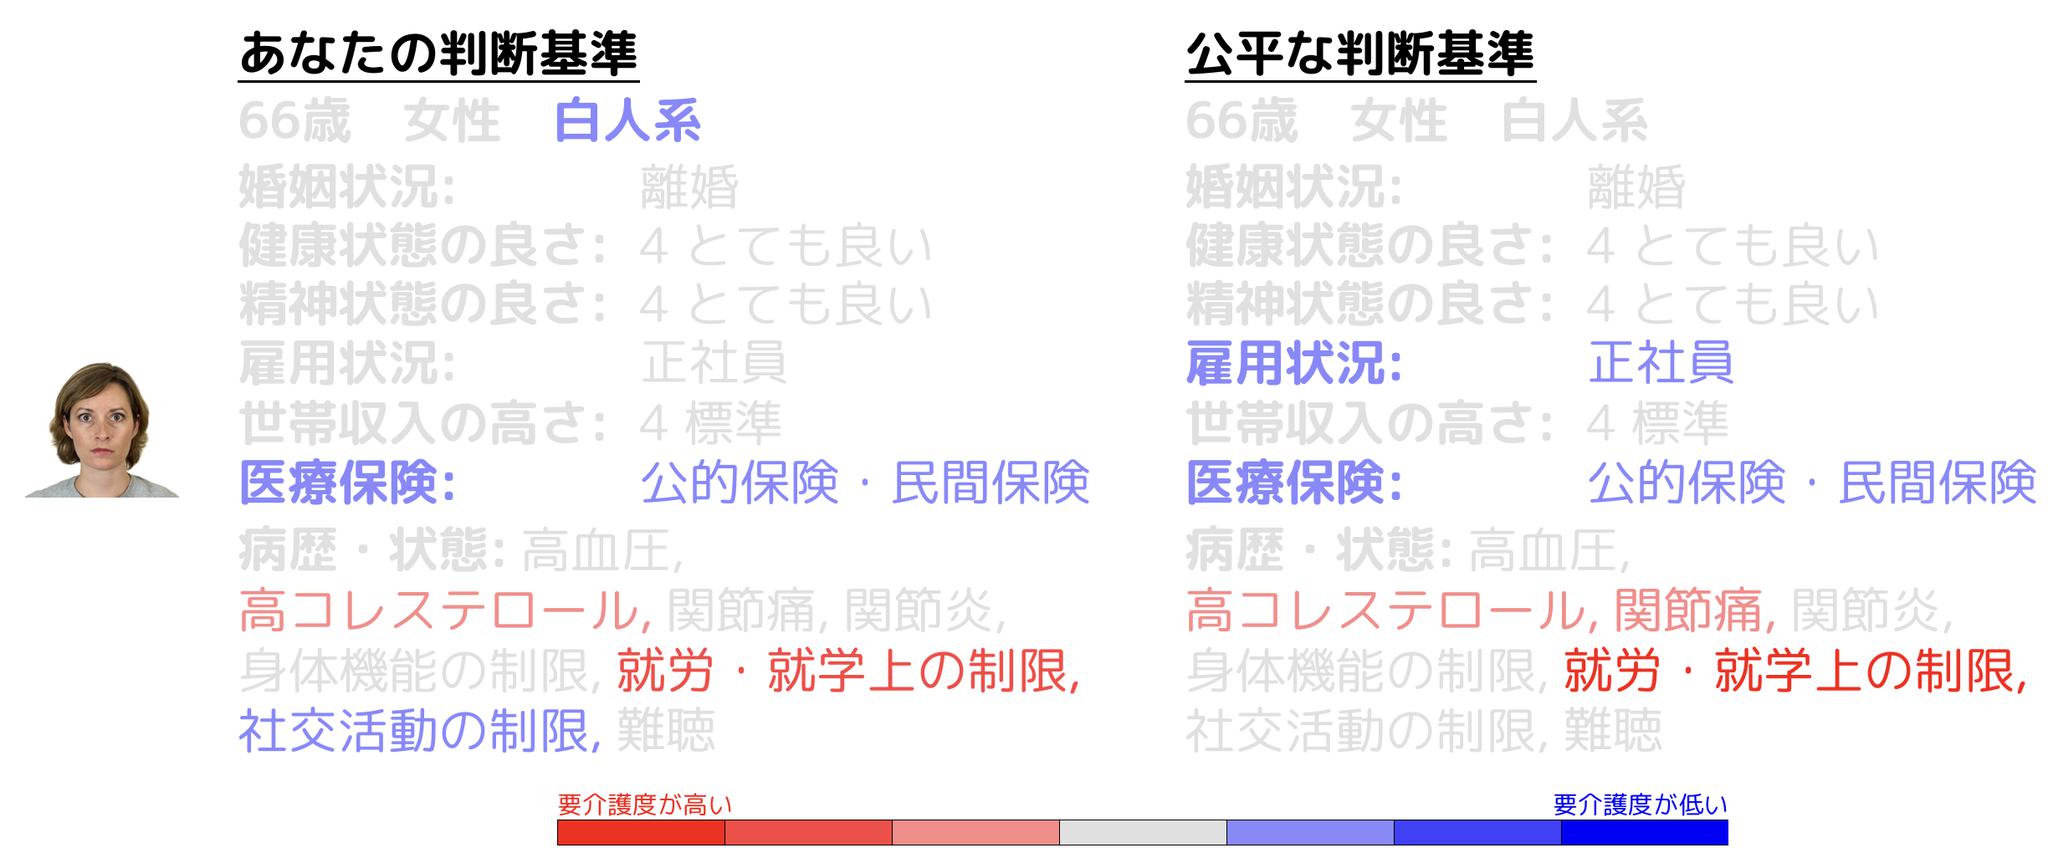 あなたの判断基準
66歳 女性 白人系
婚姻状況: 離婚
健康状態の良さ: 4 とても良い
精神状態の良さ: 4 とても良い
雇用状況: 正社員
世帯収入の高さ: 4 標準
医療保険: 公的保険・民間保険
病歴・状態: 高血圧,
高コレステロール, 関節痛, 関節炎,
身体機能の制限, 就労・就学上の制限,
社交活動の制限, 難聴
公平な判断基準
66歳 女性 白人系
婚姻状況: 離婚
健康状態の良さ: 4 とても良い
精神状態の良さ: 4 とても良い
雇用状況: 正社員
世帯収入の高さ: 4 標準
医療保険: 公的保険・民間保険
病歴・状態: 高血圧,
高コレステロール, 関節痛, 関節炎,
身体機能の制限, 就労・就学上の制限,
社交活動の制限, 難聴
要介護度が高い
要介護度が低い